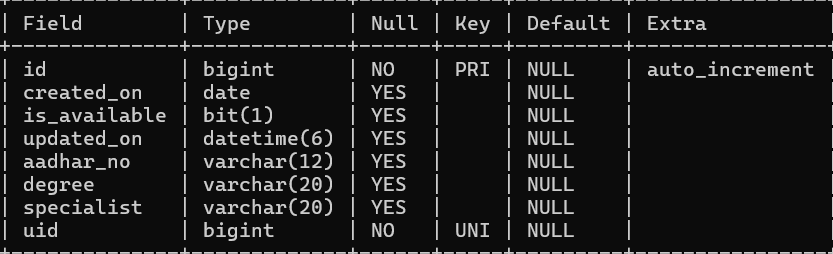 | Field        | Type        | Null | Key | Default | Extra          |
+--------------+-------------+------+-----+---------+----------------+
| id           | bigint      | NO   | PRI | NULL    | auto_increment |
| created_on   | date        | YES  |     | NULL    |                |
| is_available | bit(1)      | YES  |     | NULL    |                |
| updated_on   | datetime(6) | YES  |     | NULL    |                |
| aadhar_no    | varchar(12) | YES  |     | NULL    |                |
| degree       | varchar(20) | YES  |     | NULL    |                |
| specialist   | varchar(20) | YES  |     | NULL    |                |
| uid          | bigint      | NO   | UNI | NULL    |                |